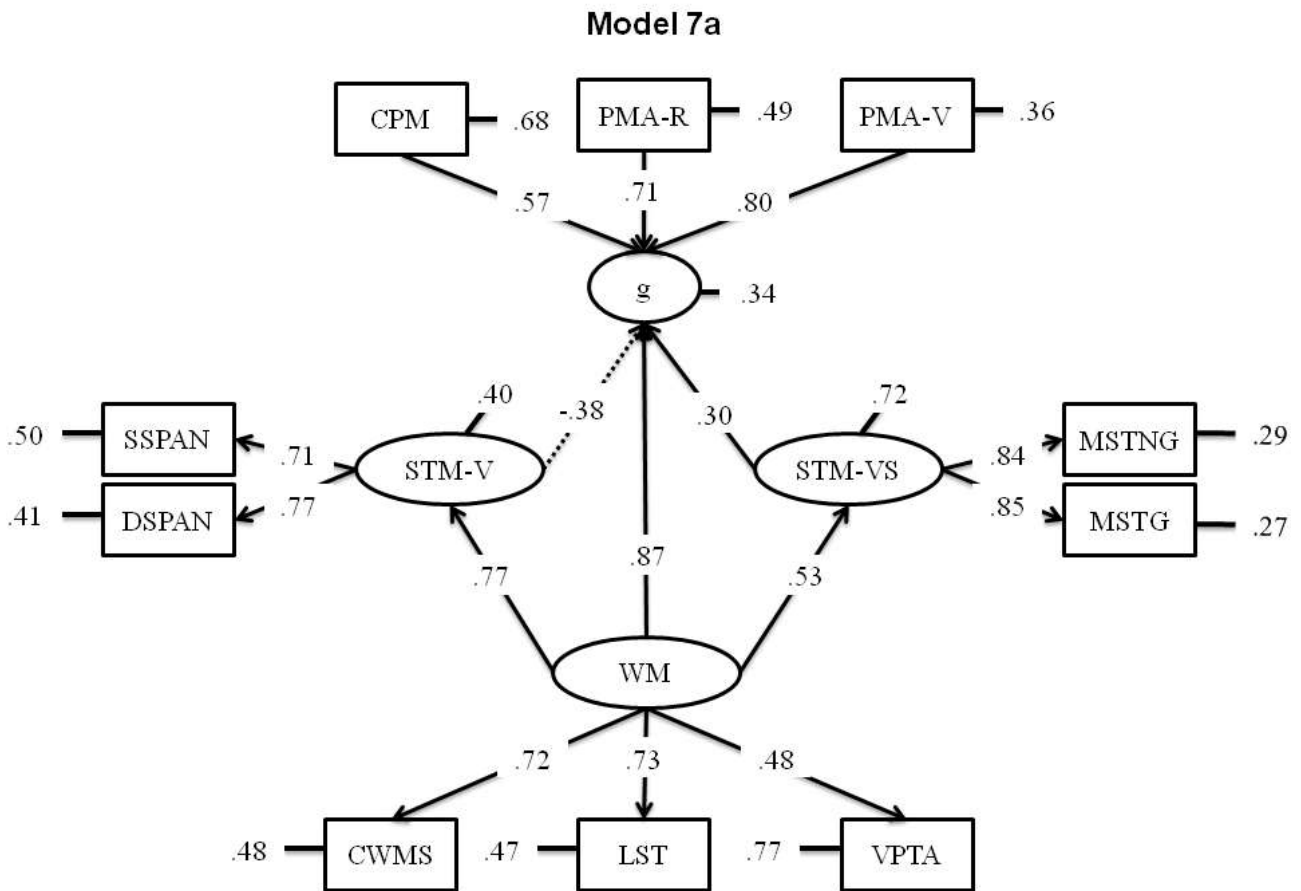 Model 7a
CPM .68 PMA-R .49 PMA-V .36
.57 .71 .80
g .34
.50 SSPAN .71 STM-V .40 -.38 .30 .72 STM-VS .84 MSTNG .29
.41 DSPAN .77 .85 MSTG .27
.77 .87 .53
WM
.72 .73 .48
.48 CWMS .47 LST .77 VPTA